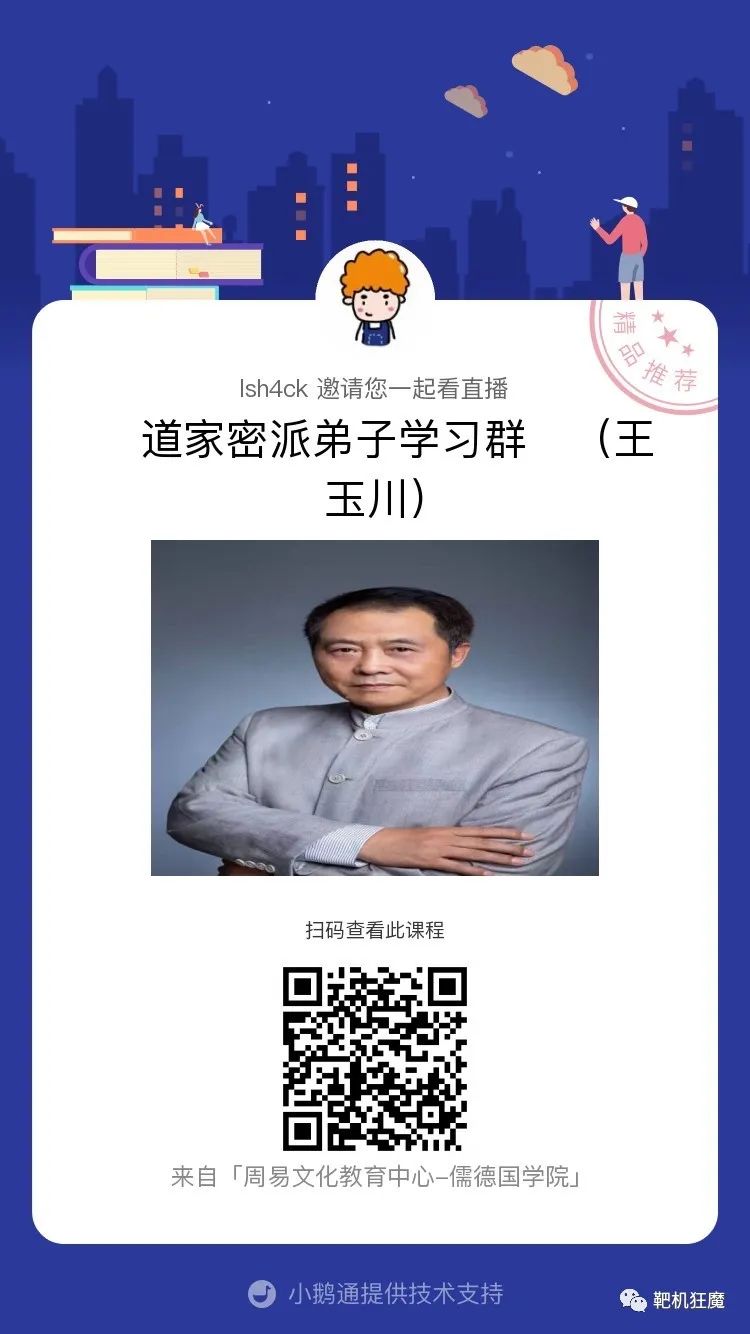 精品推荐
lsh4ck 邀请您一起看直播
道家密派弟子学习群 （王
玉川）
扫码查看此课程
来自「周易文化教育中心–儒德国学院」
小鹅通提供技术支持
靶机狂魔